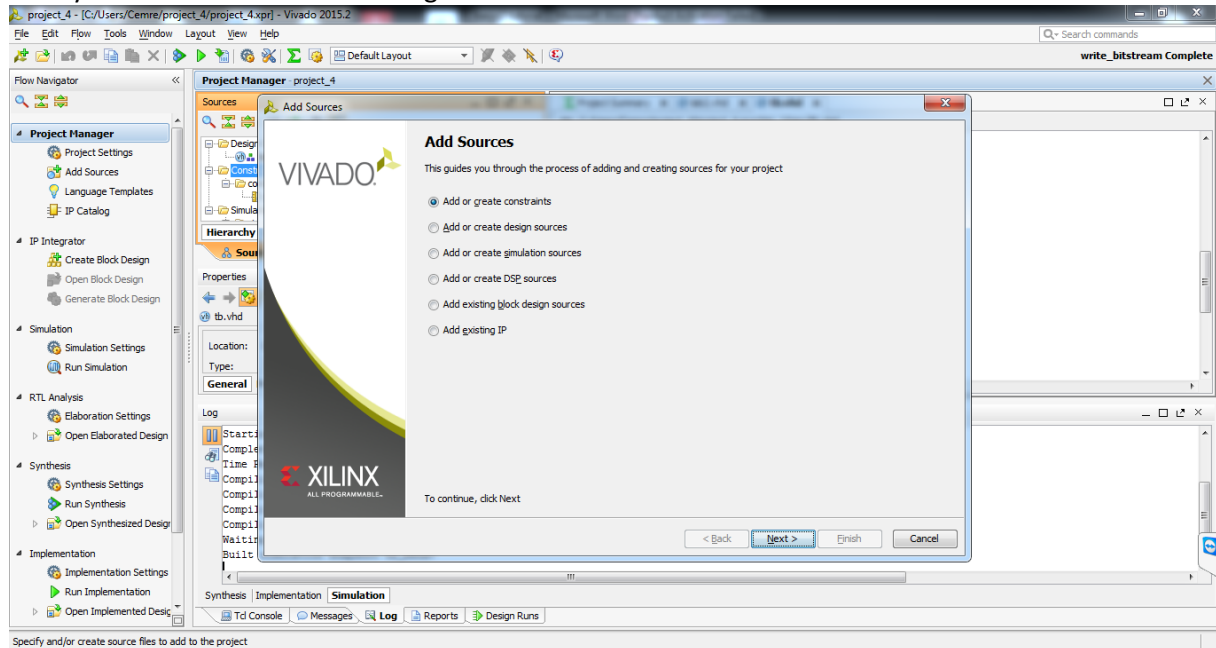 project_4 - [C:/Users/Cemre/project_4/project_4.xpr] - Vivado 2015.2
File Edit Flow Tools Window Layout View Help
Search commands
Default Layout
write_bitstream Complete
Flow Navigator
Project Manager - project_4
Project Manager
Project Settings
Add Sources
Language Templates
IP Catalog
IP Integrator
Create Block Design
Open Block Design
Generate Block Design
Simulation
Simulation Settings
Run Simulation
RTL Analysis
Elaboration Settings
Open Elaborated Design
Synthesis
Synthesis Settings
Run Synthesis
Open Synthesized Desig
Implementation
Implementation Settings
Run Implementation
Open Implemented Desig
Sources
Desigr
Const
co
Simula
Hierarchy
Sour
Properties
tb.vhd
Location:
Type:
General
Log
Starti
Comple
Time
Compil
Compil
Compil
Compil
Waitin
Built
Add Sources
VIVADO
XILINX
ALL PROGRAMMABLE
Add Sources
This guides you through the process of adding and creating sources for your project
Add or create constraints
Add or create design sources
Add or create simulation sources
Add or create DSP sources
Add existing block design sources
Add existing IP
To continue, click Next
< Back Next > Finish Cancel
Synthesis Implementation Simulation
Tcl Console Messages Log Reports Design Runs
Specify and/or create source files to add to the project